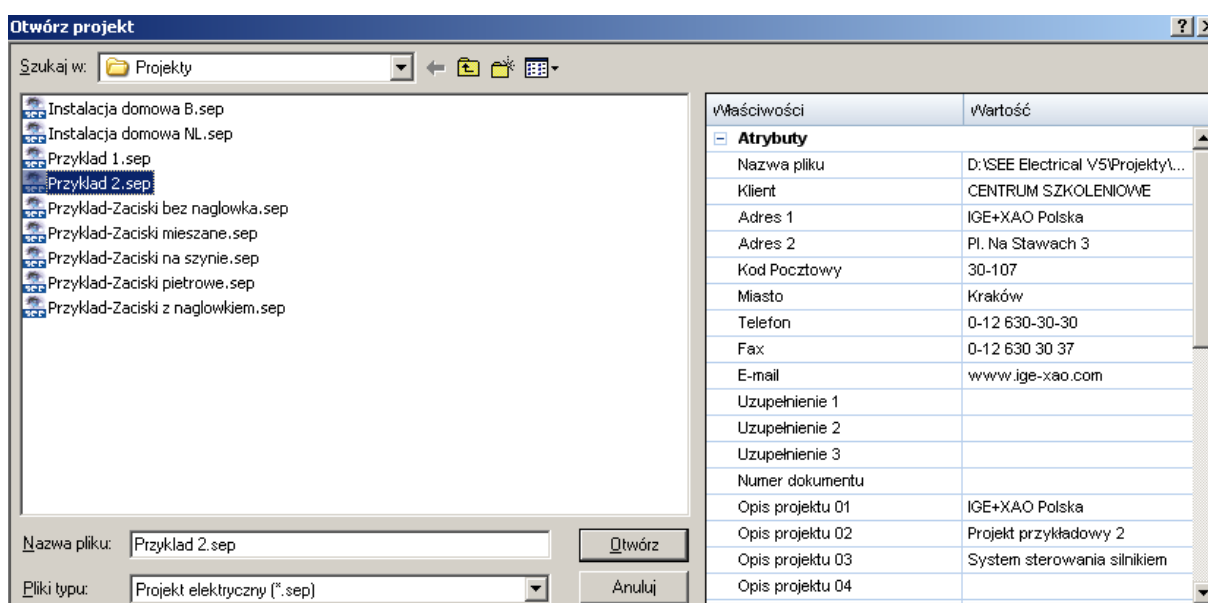 Otwórz projekt
Szukaj w: Projekty
Instalacja domowa B.sep
Instalacja domowa NL.sep
Przyklad 1.sep
Przyklad 2.sep
Przyklad-Zaciski bez naglowka.sep
Przyklad-Zaciski mieszane.sep
Przyklad-Zaciski na szynie.sep
Przyklad-Zaciski pietrowe.sep
Przyklad-Zaciski z naglowkiem.sep
Nazwa pliku: Przyklad 2.sep Otwórz
Pliki typu: Projekt elektryczny (*.sep) Anuluj
Właściwości Wartość
Atrybuty
Nazwa pliku D:\SEE Electrical V5\Projekty\...
Klient CENTRUM SZKOLENIOWE
Adres 1 IGE+XAO Polska
Adres 2 Pl. Na Stawach 3
Kod Pocztowy 30-107
Miasto Kraków
Telefon 0-12 630-30-30
Fax 0-12 630 30 37
E-mail www.ige-xao.com
Uzupełnienie 1
Uzupełnienie 2
Uzupełnienie 3
Numer dokumentu
Opis projektu 01 IGE+XAO Polska
Opis projektu 02 Projekt przykładowy 2
Opis projektu 03 System sterowania silnikiem
Opis projektu 04